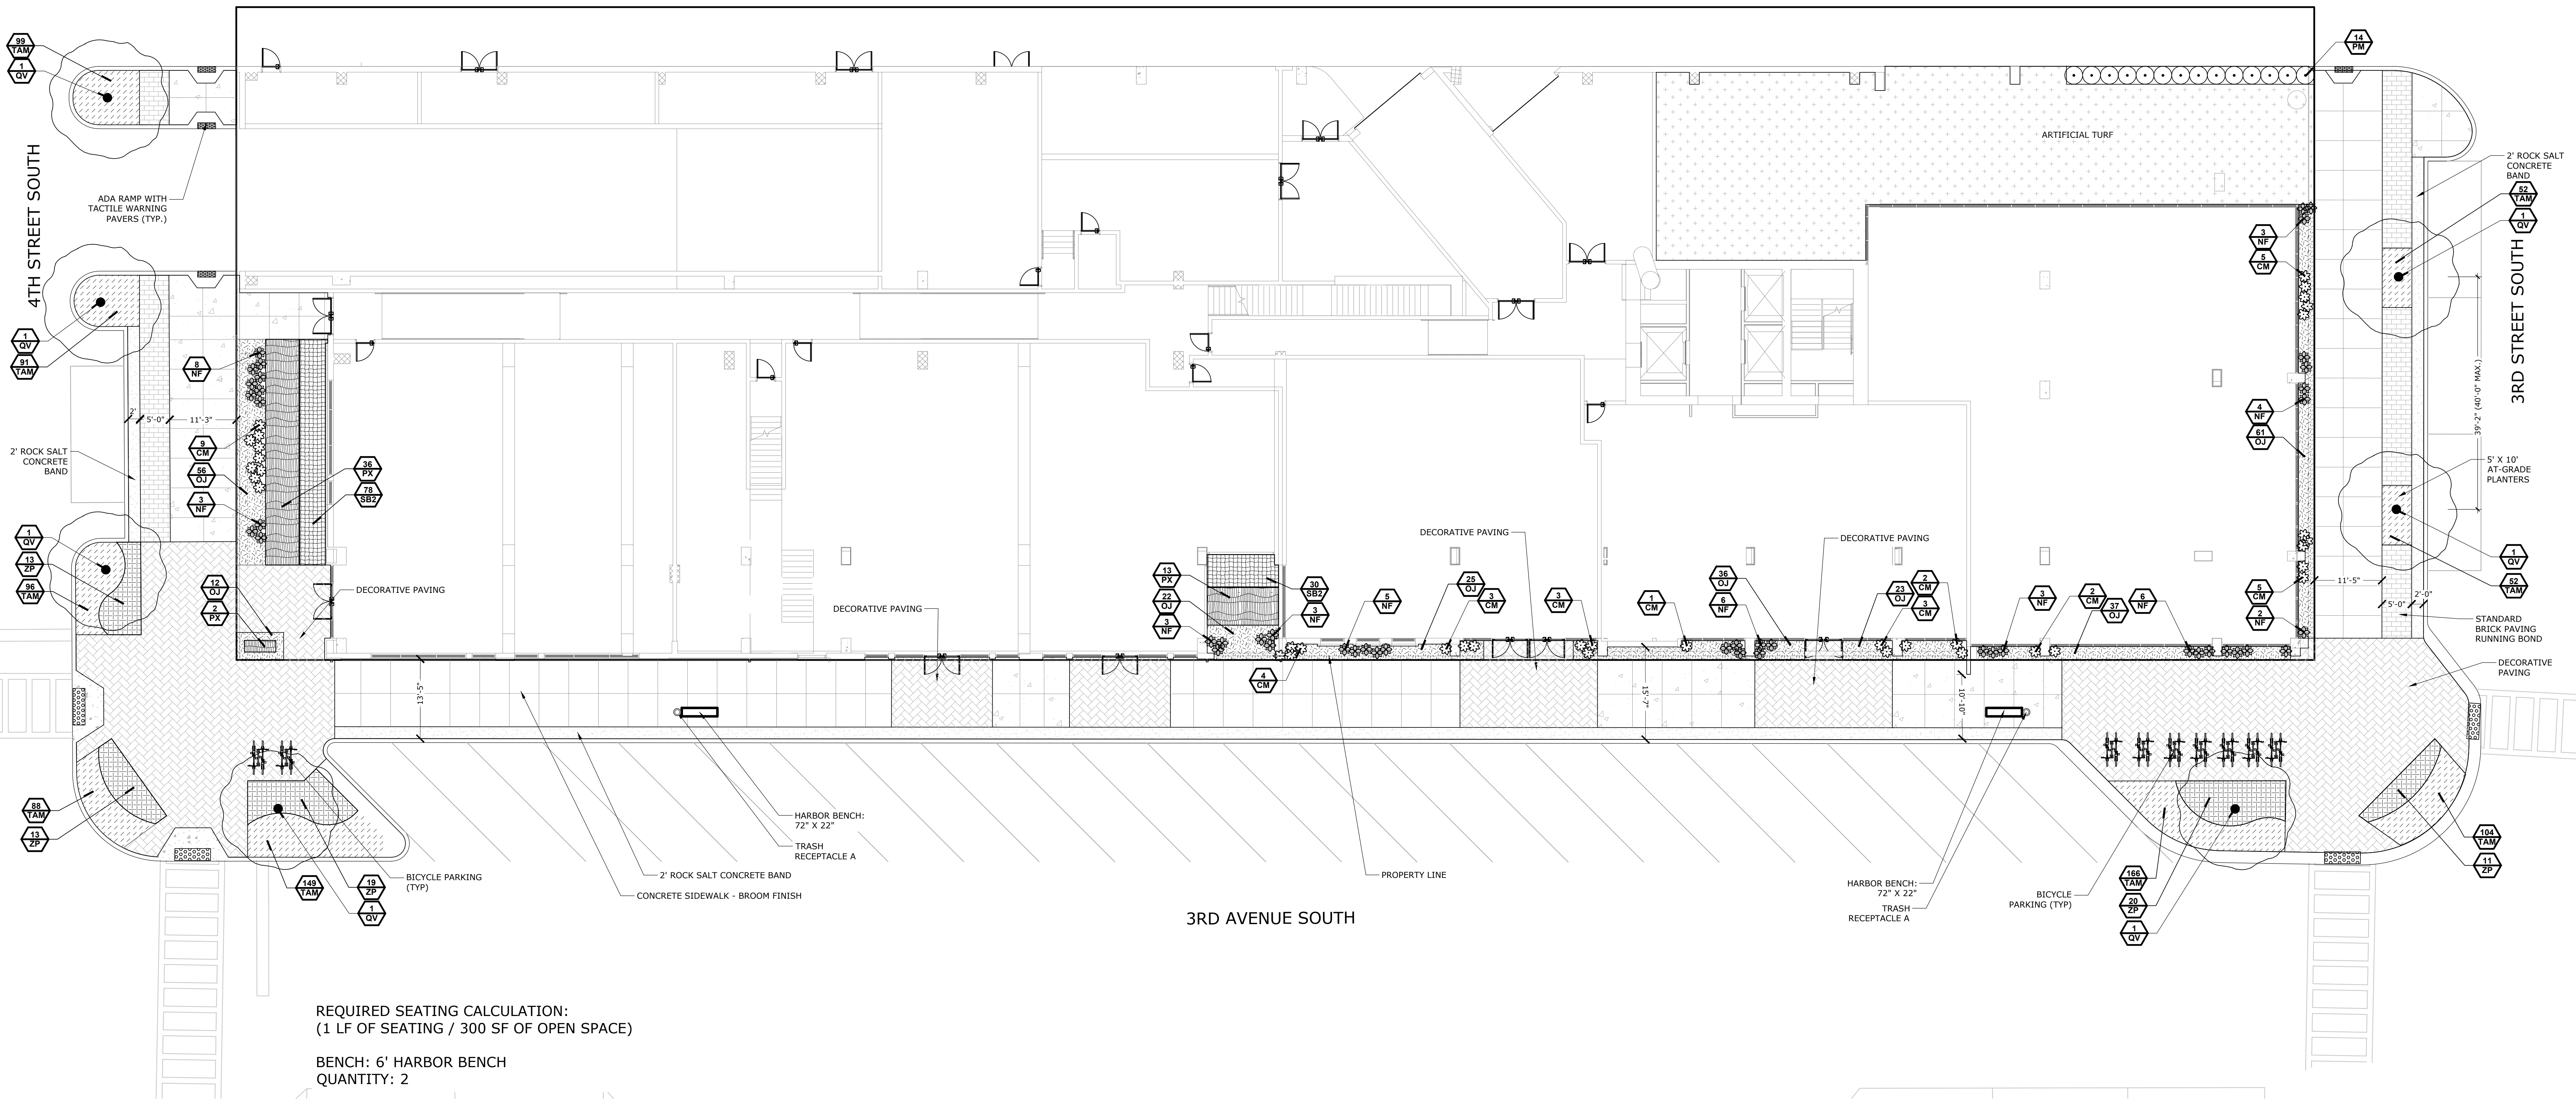 99
TAM
1
QV
14
PM
4TH STREET SOUTH
ADA RAMP WITH
TACTILE WARNING
PAVERS (TYP.)
ARTIFICIAL TURF
2' ROCK SALT
CONCRETE
BAND
52
TAM
1
QV
3
NF
5
CM
3RD STREET SOUTH
1
QV
91
TAM
8
NF
2'
5'-0"
11'-3"
9
CM
2' ROCK SALT
CONCRETE
BAND
56
OJ
3
NF
36
PX
78
SB2
4
NF
61
OJ
39'-2" (40'-0" MAX.)
5' X 10'
AT-GRADE
PLANTERS
1
QV
13
ZP
96
TAM
12
OJ
2
PX
DECORATIVE PAVING
DECORATIVE PAVING
13
PX
22
OJ
3
NF
30
SB2
3
NF
5
NF
25
OJ
3
CM
DECORATIVE PAVING
3
CM
1
CM
36
OJ
6
NF
DECORATIVE PAVING
23
OJ
2
CM
3
CM
3
NF
2
CM
37
OJ
6
NF
5
CM
2
NF
11'-5"
5'-0"
2'-0"
1
QV
52
TAM
STANDARD
BRICK PAVING
RUNNING BOND
DECORATIVE
PAVING
4
CM
13'-5"
15'-7"
10'-10"
88
TAM
13
ZP
149
TAM
19
ZP
1
QV
BICYCLE PARKING
(TYP)
HARBOR BENCH:
72" X 22"
TRASH
RECEPTACLE A
2' ROCK SALT CONCRETE BAND
CONCRETE SIDEWALK - BROOM FINISH
PROPERTY LINE
HARBOR BENCH:
72" X 22"
TRASH
RECEPTACLE A
BICYCLE
PARKING (TYP)
166
TAM
20
ZP
1
QV
104
TAM
11
ZP
3RD AVENUE SOUTH
REQUIRED SEATING CALCULATION:
(1 LF OF SEATING / 300 SF OF OPEN SPACE)
BENCH: 6' HARBOR BENCH
QUANTITY: 2